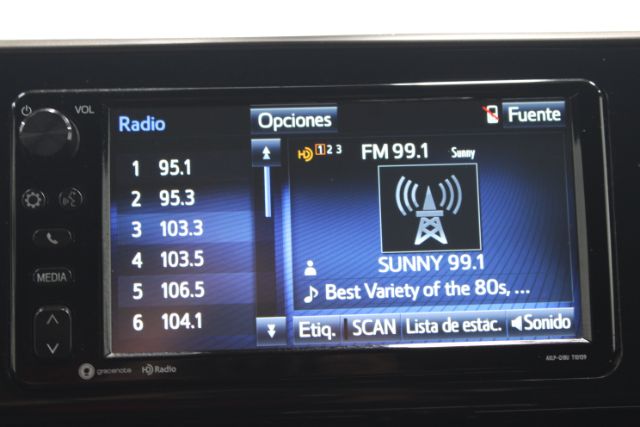 VOL
Radio
Opciones
Fuente
HD 1 2 3 FM 99.1 Sunny
1 95.1
2 95.3
3 103.3
4 103.5
5 106.5
6 104.1
SUNNY 99.1
Best Variety of the 80s, ...
Etiq. SCAN Lista de estac. Sonido
MEDIA
gracenote HD Radio